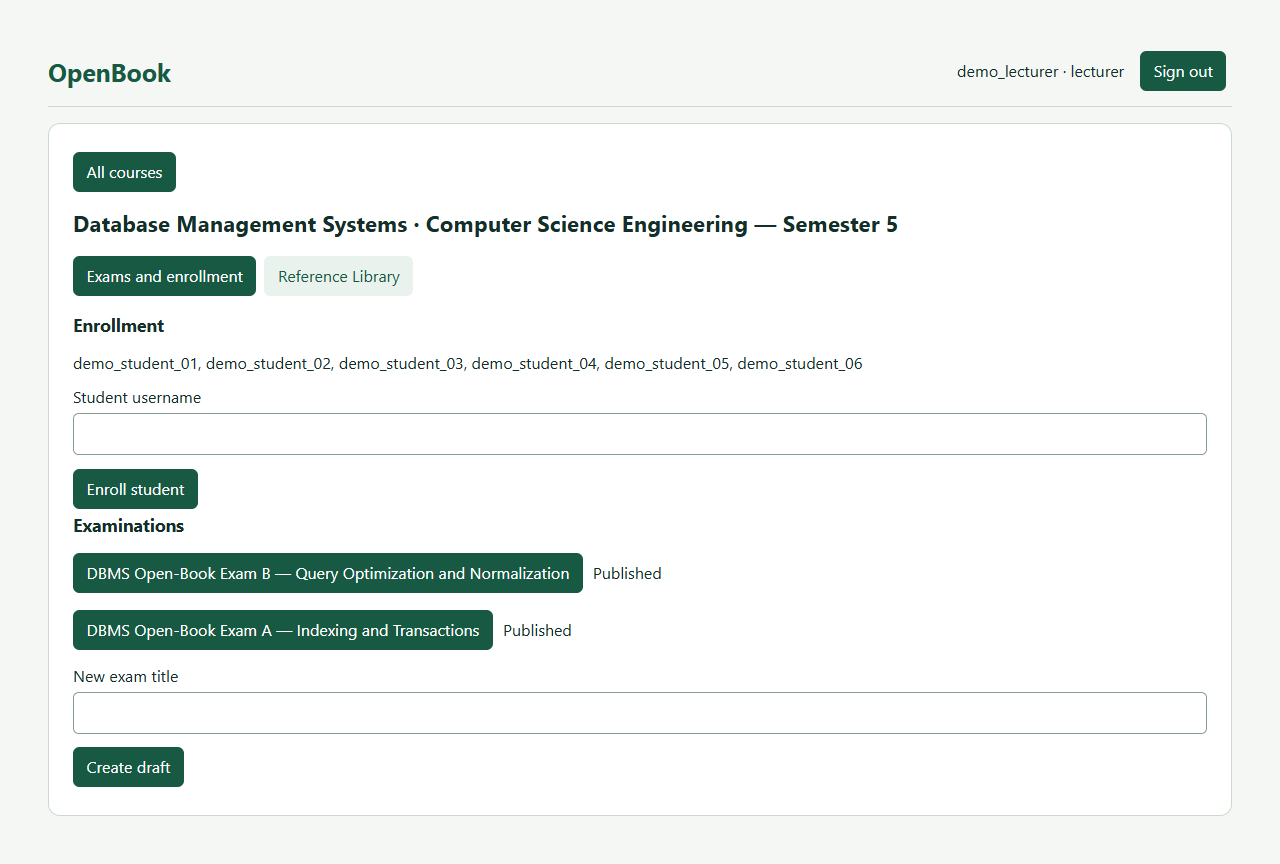 OpenBook
demo_lecturer · lecturer
Sign out
All courses
Database Management Systems · Computer Science Engineering — Semester 5
Exams and enrollment
Reference Library
Enrollment
demo_student_01, demo_student_02, demo_student_03, demo_student_04, demo_student_05, demo_student_06
Student username
Enroll student
Examinations
DBMS Open-Book Exam B — Query Optimization and Normalization
Published
DBMS Open-Book Exam A — Indexing and Transactions
Published
New exam title
Create draft